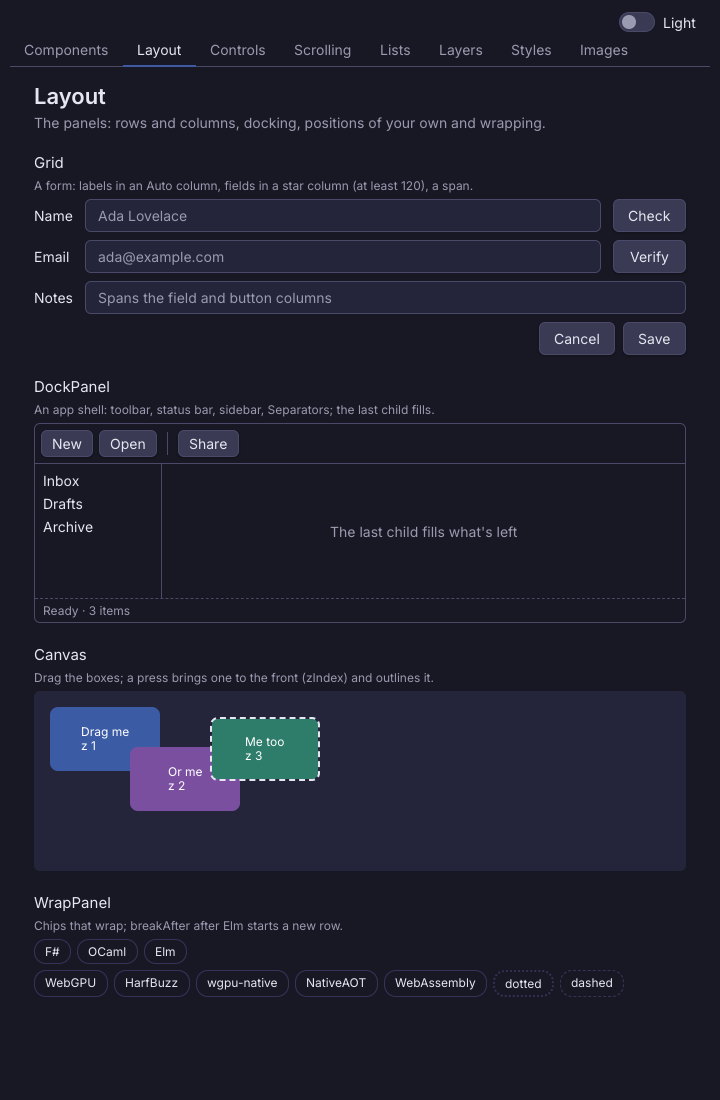 Light
Components Layout Controls Scrolling Lists Layers Styles Images
Layout
The panels: rows and columns, docking, positions of your own and wrapping.
Grid
A form: labels in an Auto column, fields in a star column (at least 120), a span.
Name Ada Lovelace Check
Email ada@example.com Verify
Notes Spans the field and button columns
Cancel Save
DockPanel
An app shell: toolbar, status bar, sidebar, Separators; the last child fills.
New Open Share
Inbox
Drafts
Archive
The last child fills what's left
Ready · 3 items
Canvas
Drag the boxes; a press brings one to the front (zIndex) and outlines it.
Drag me
z 1
Or me
z 2
Me too
z 3
WrapPanel
Chips that wrap; breakAfter after Elm starts a new row.
F# OCaml Elm
WebGPU HarfBuzz wgpu-native NativeAOT WebAssembly dotted dashed